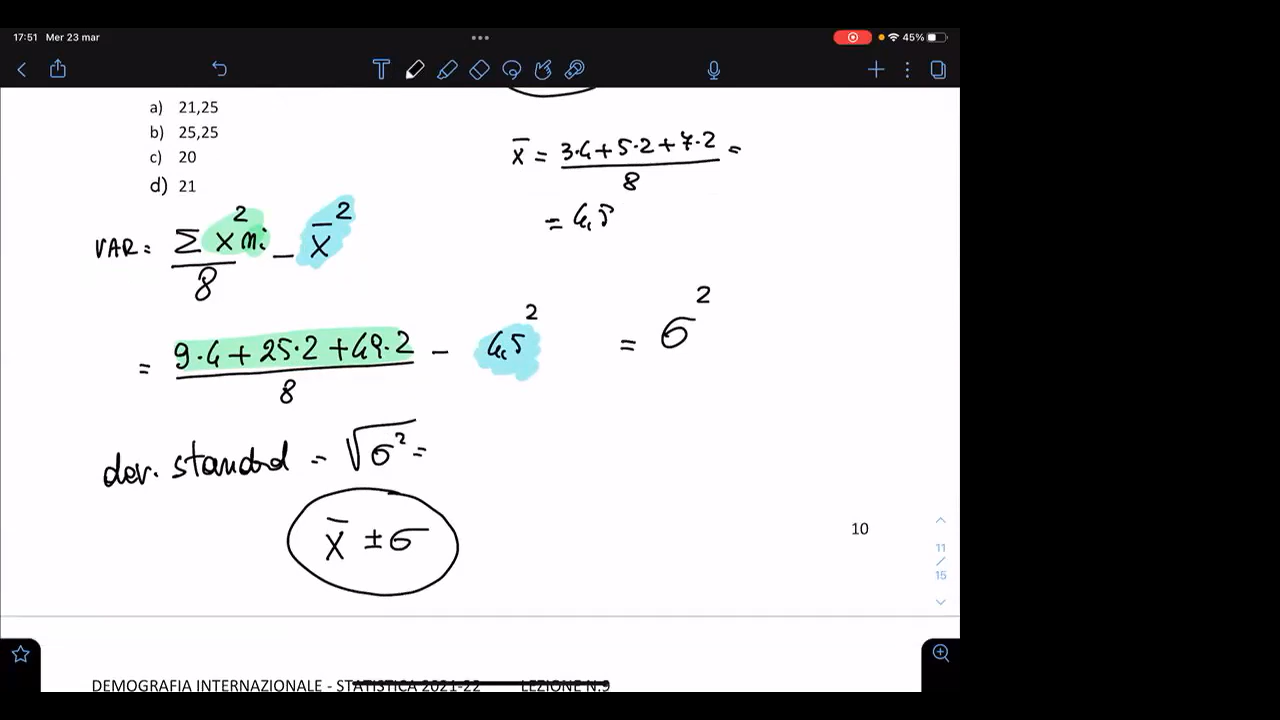 17:51 Mer 23 mar
45%
a) 21,25
b) 25,25
c) 20
d) 21
x̄ = (3·4+5·2+7·2)/8 =
= 4,5
VAR = (Σ x² ni)/8 − x̄²
= (9·4+25·2+49·2)/8 − 4,5² = σ²
dev. standard = √σ² =
x̄ ± σ
10
11
/
15
DEMOGRAFIA INTERNAZIONALE - STATISTICA 2021-22 LEZIONE N.9